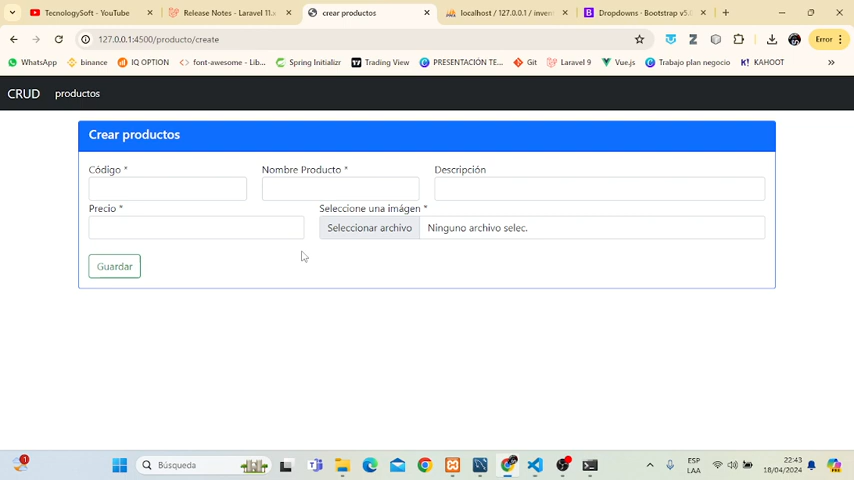 TecnologySoft - YouTube
Release Notes - Laravel 11.x
crear productos
localhost / 127.0.0.1 / inven
Dropdowns · Bootstrap v5.
127.0.0.1:4500/producto/create
Error
WhatsApp
binance
IQ OPTION
font-awesome - Lib...
Spring Initializr
Trading View
PRESENTACIÓN TE...
Git
Laravel 9
Vue.js
Trabajo plan negocio
K! KAHOOT
CRUD productos
Crear productos
Código * Nombre Producto * Descripción
Precio * Seleccione una imágen *
Seleccionar archivo Ninguno archivo selec.
Guardar
1 Búsqueda ESP 22:43
LAA 18/04/2024